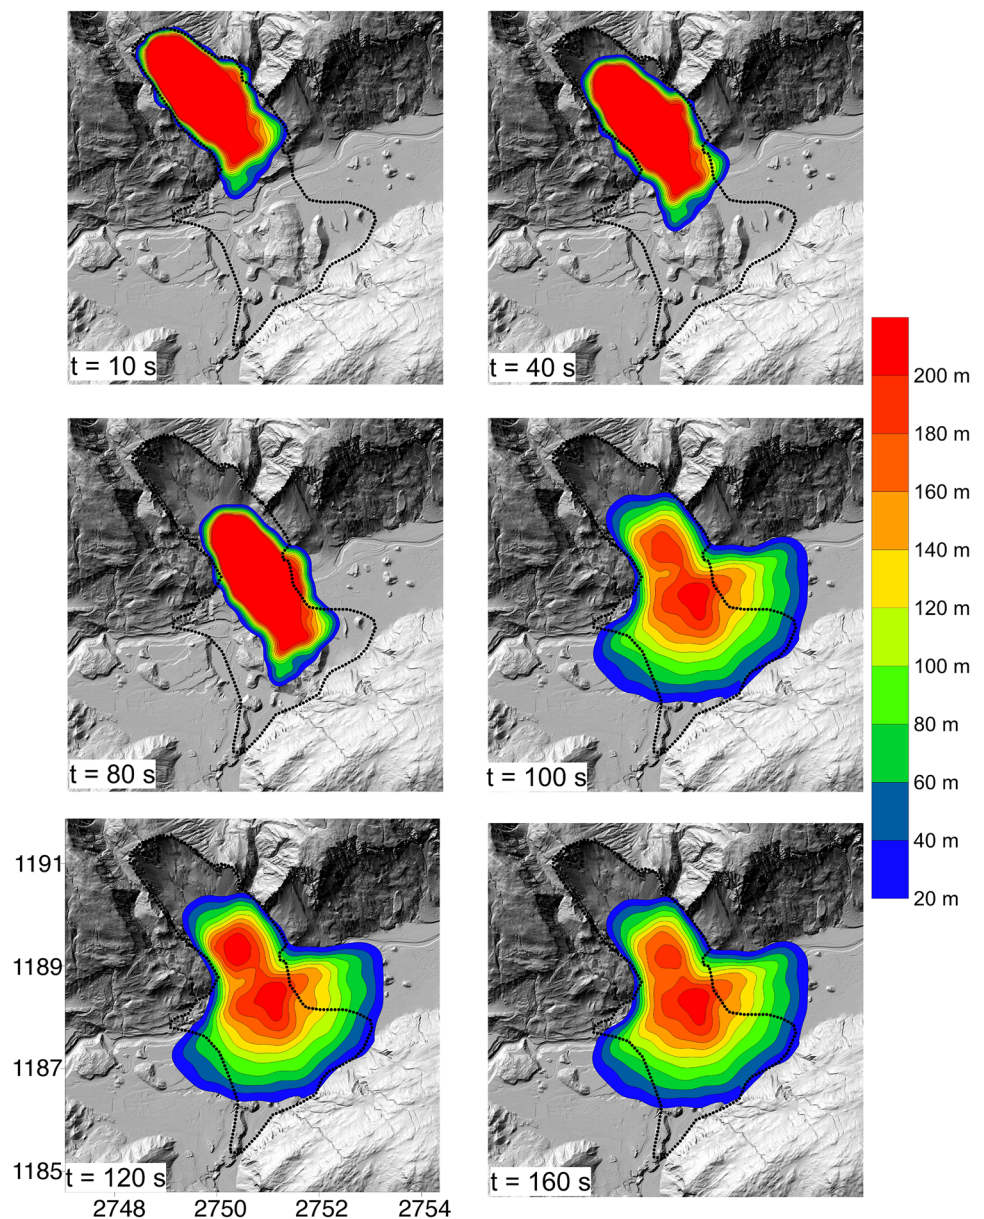 t = 10 s
t = 40 s
200 m
180 m
160 m
140 m
120 m
100 m
80 m
60 m
40 m
20 m
t = 80 s
t = 100 s
1191
1189
1187
1185
t = 120 s
t = 160 s
2748 2750 2752 2754